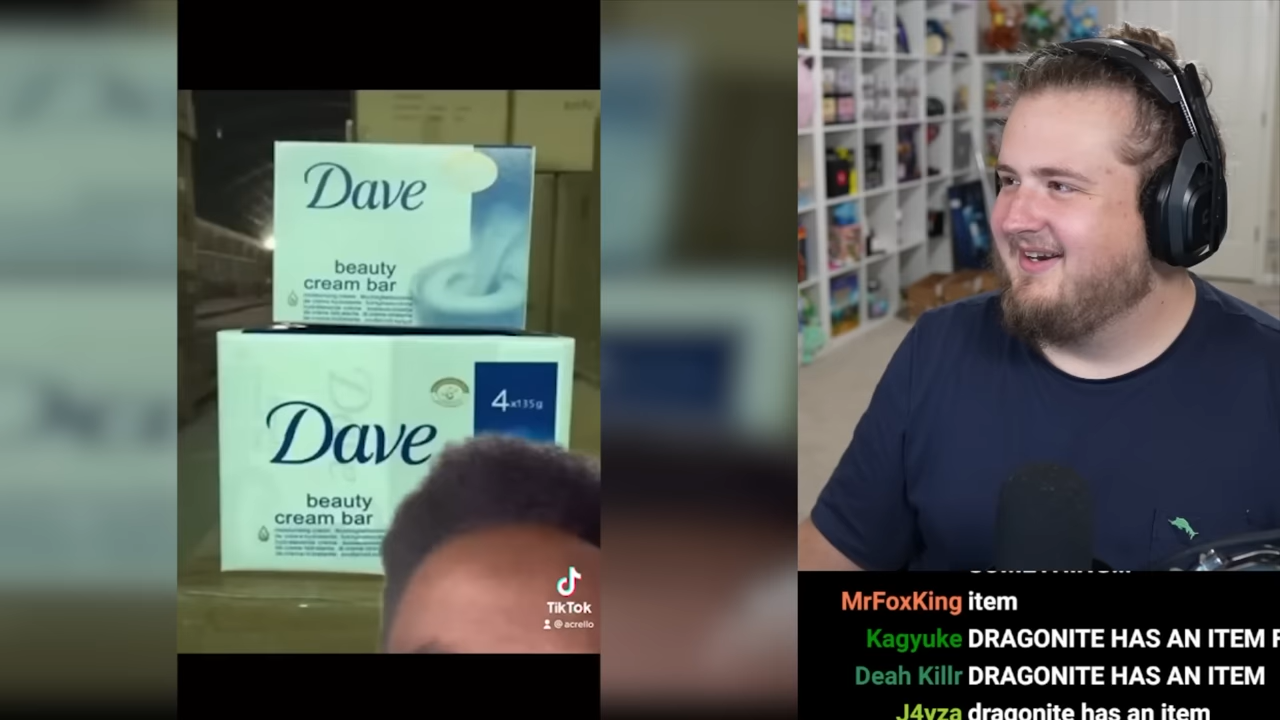 Dave
beauty
cream bar
4x135g
Dave
beauty
cream bar
TikTok
@acrello
MrFoxKing item
Kagyuke DRAGONITE HAS AN ITEM F
Deah Killr DRAGONITE HAS AN ITEM
J4yza dragonite has an item